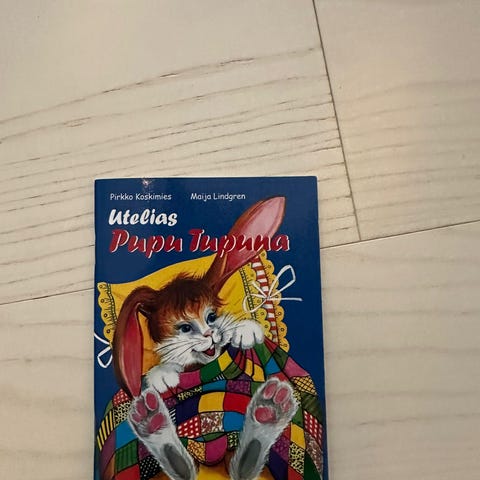 Pirkko Koskimies Maija Lindgren
Utelias
Pupu Tupuna